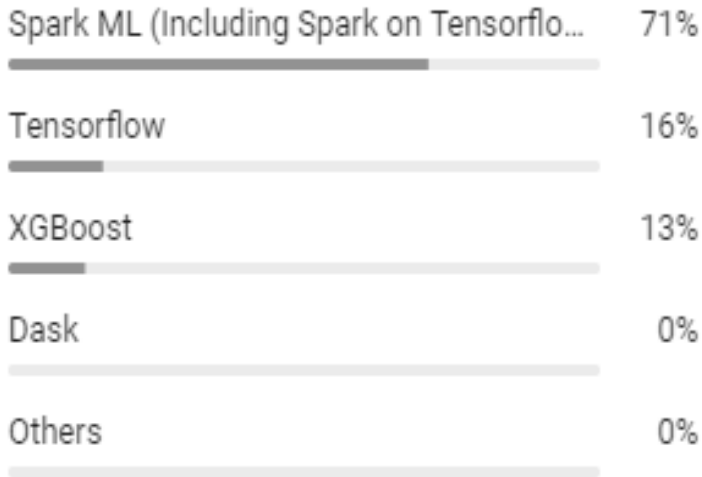 Spark ML (Including Spark on Tensorflo... 71%
Tensorflow 16%
XGBoost 13%
Dask 0%
Others 0%